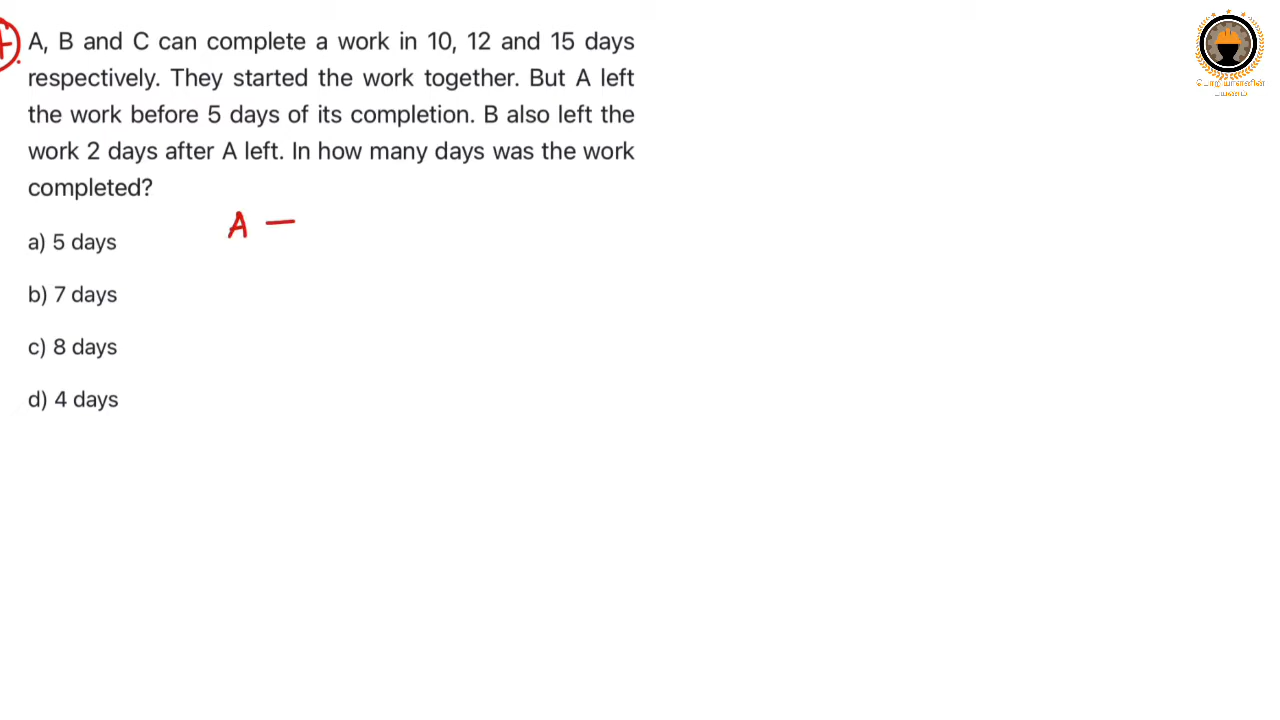 A, B and C can complete a work in 10, 12 and 15 days
respectively. They started the work together. But A left
the work before 5 days of its completion. B also left the
work 2 days after A left. In how many days was the work
completed?
A —
a) 5 days
b) 7 days
c) 8 days
d) 4 days
பொறியாளனின்
பயணம்